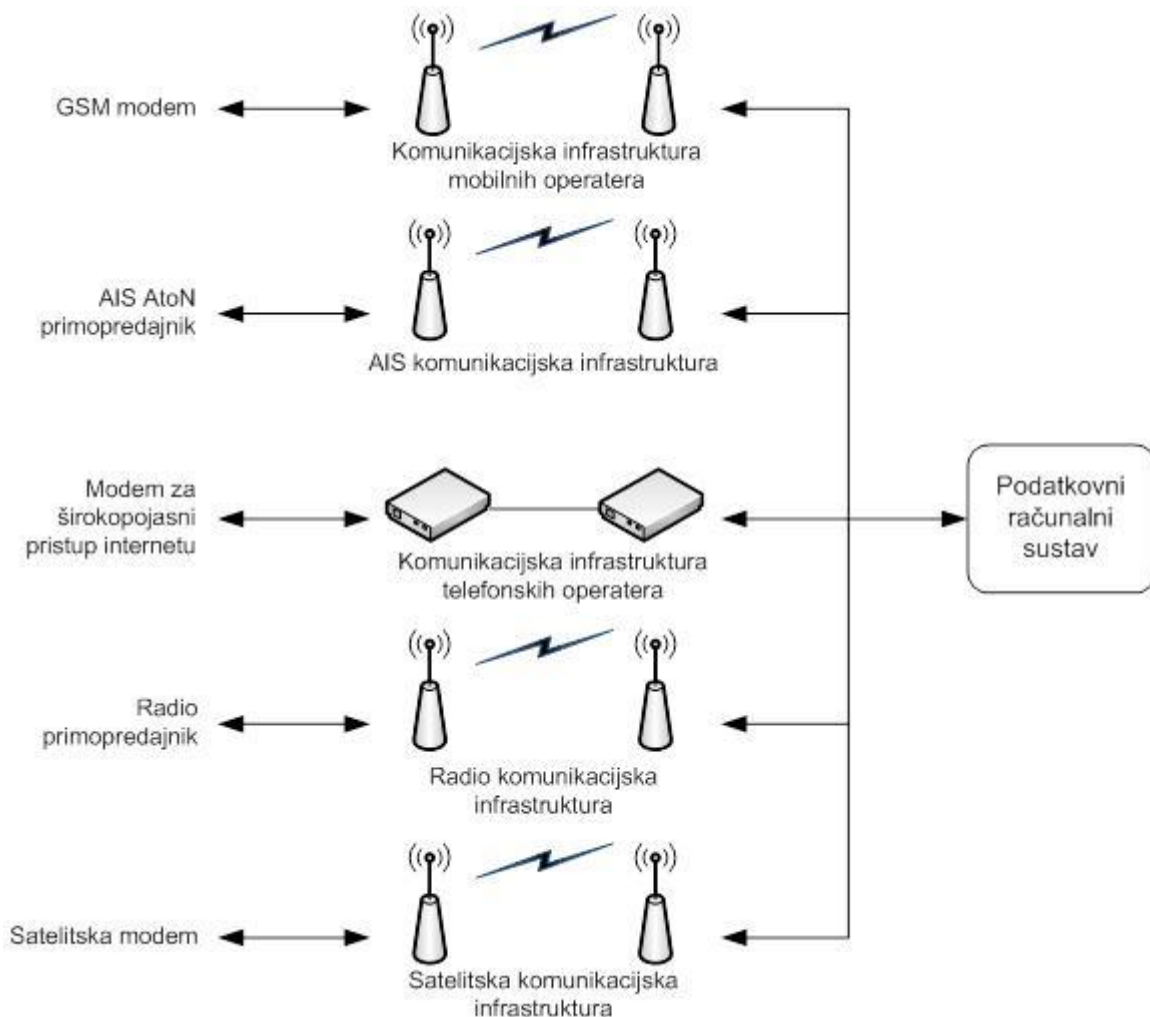 GSM modem
Komunikacijska infrastruktura
mobilnih operatera
AIS AtoN
primopredajnik
AIS komunikacijska infrastruktura
Modem za
širokopojasni
pristup internetu
Komunikacijska infrastruktura
telefonskih operatera
Podatkovni
računalni
sustav
Radio
primopredajnik
Radio komunikacijska
infrastruktura
Satelitska modem
Satelitska komunikacijska
infrastruktura